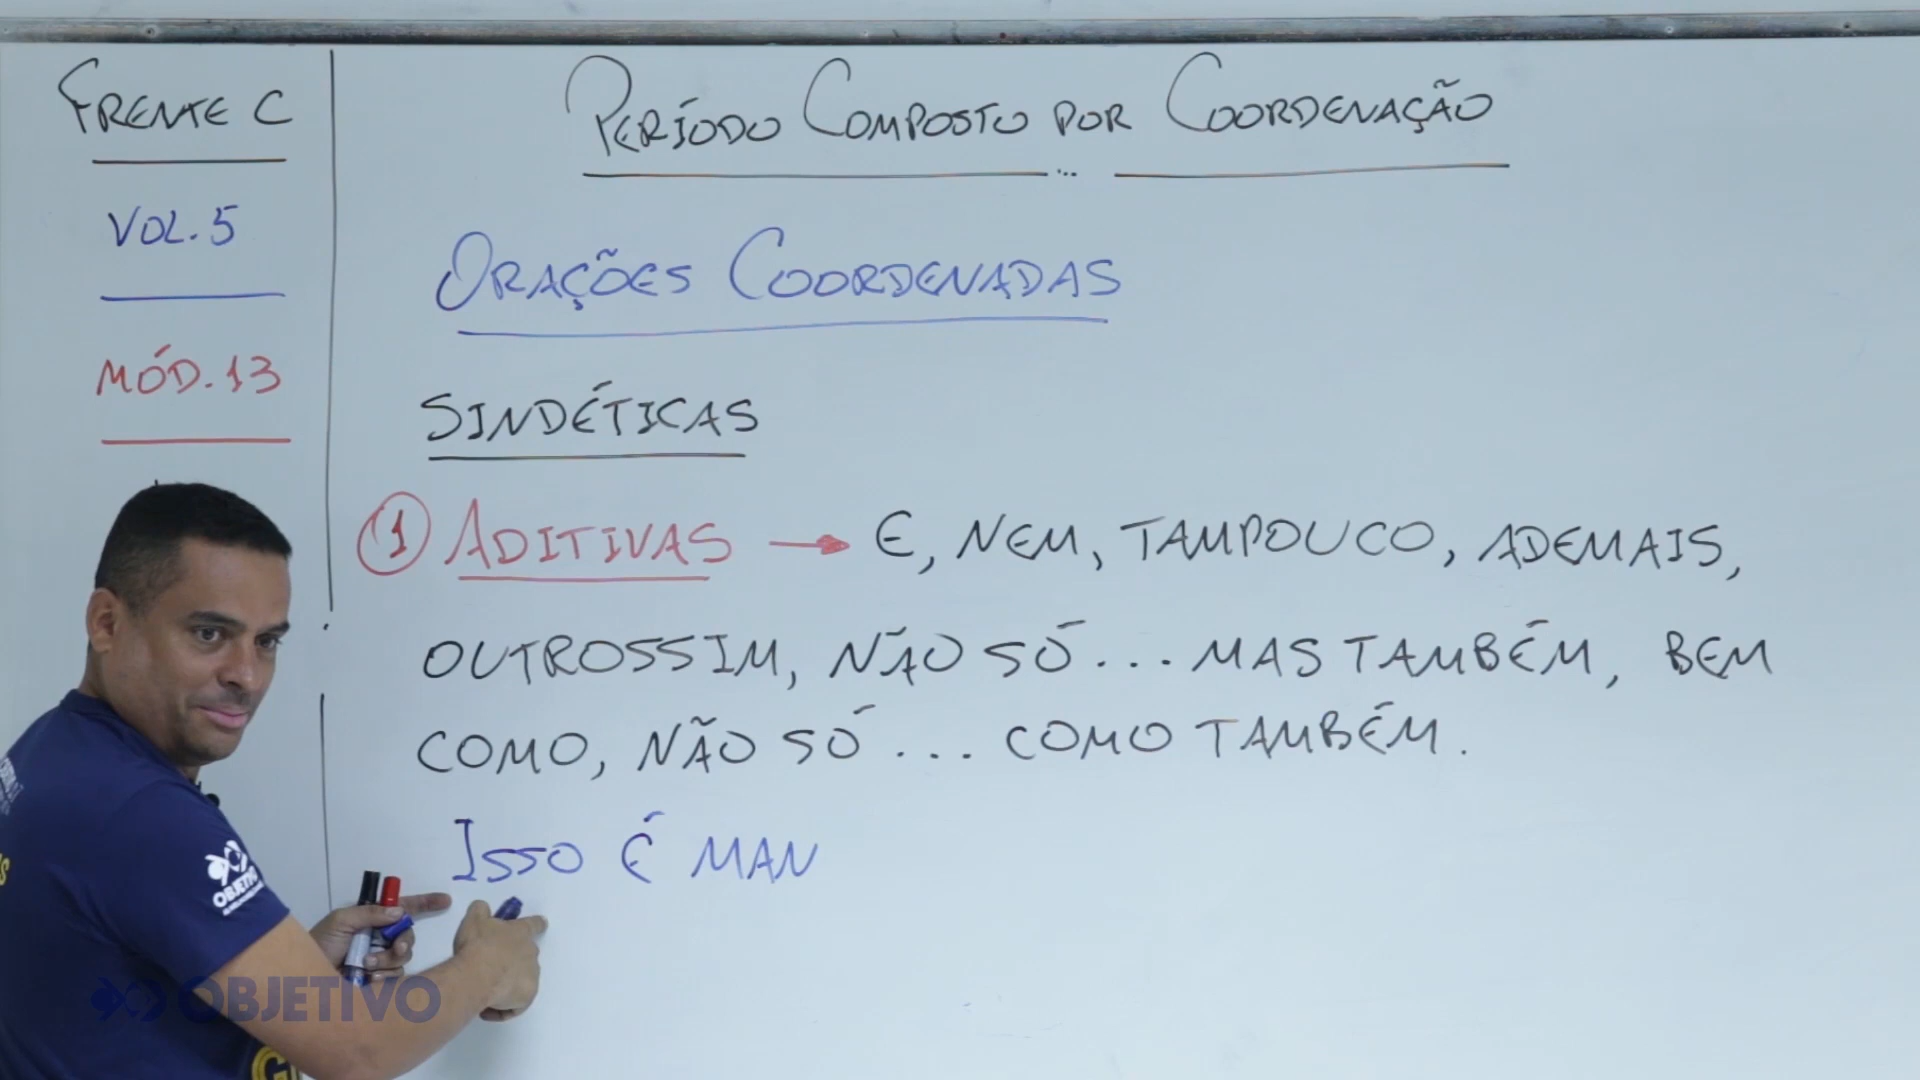 FRENTE C
VOL. 5
MÓD. 13
PERÍODO COMPOSTO POR COORDENAÇÃO
ORAÇÕES COORDENADAS
SINDÉTICAS
1 ADITIVAS → E, NEM, TAMPOUCO, ADEMAIS,
OUTROSSIM, NÃO SÓ... MAS TAMBÉM, BEM
COMO, NÃO SÓ... COMO TAMBÉM.
ISSO É MAN
OBJETIVO
OBJETIVO